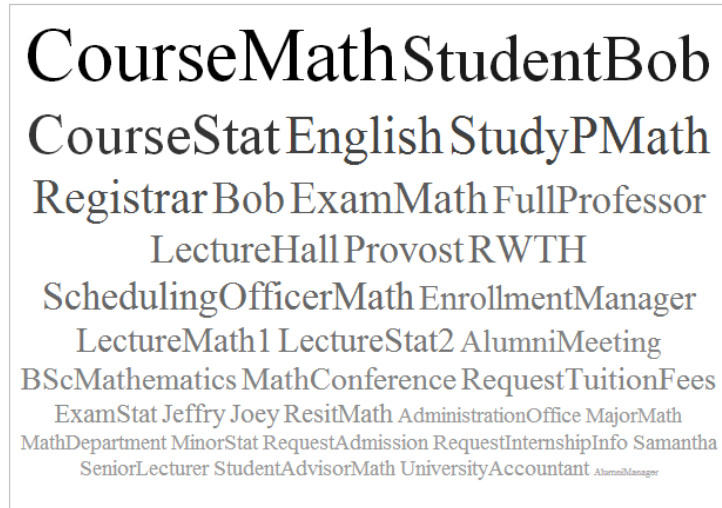 CourseMath StudentBob
CourseStat English StudyPMath
Registrar Bob ExamMath FullProfessor
LectureHall Provost RWTH
SchedulingOfficerMath EnrollmentManager
LectureMath1 LectureStat2 AlumniMeeting
BScMathematics MathConference RequestTuitionFees
ExamStat Jeffry Joey ResitMath AdministrationOffice MajorMath
MathDepartment MinorStat RequestAdmission RequestInternshipInfo Samantha
SeniorLecturer StudentAdvisorMath UniversityAccountant AlumniManager